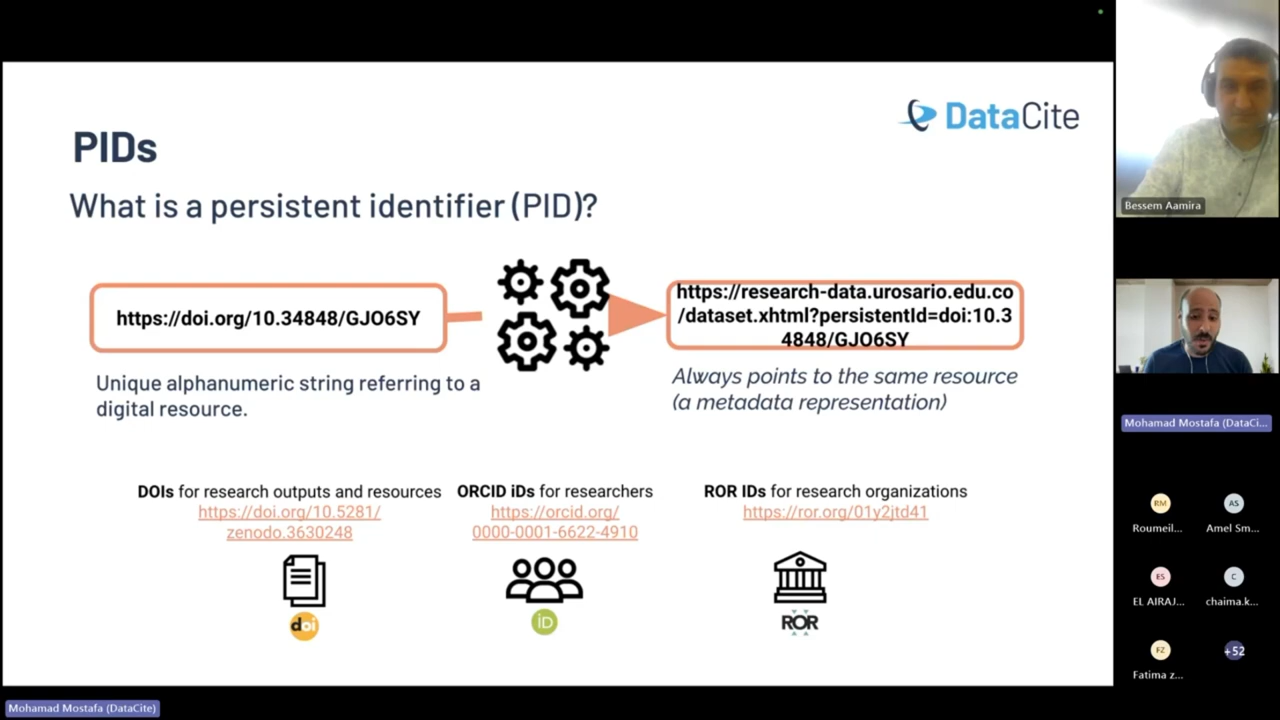 DataCite
PIDs
What is a persistent identifier (PID)?
https://doi.org/10.34848/GJO6SY
https://research-data.urosario.edu.co
/dataset.xhtml?persistentId=doi:10.3
4848/GJO6SY
Unique alphanumeric string referring to a
digital resource.
Always points to the same resource
(a metadata representation)
DOIs for research outputs and resources
https://doi.org/10.5281/
zenodo.3630248
doi
ORCID iDs for researchers
https://orcid.org/
0000-0001-6622-4910
iD
ROR IDs for research organizations
https://ror.org/01y2jtd41
ROR
Bessem Aamira
Mohamad Mostafa (DataCi...
RM
Roumeil...
AS
Amel Sm...
ES
EL AIRAJ...
C
chaima.k...
FZ
Fatima z...
+52
Mohamad Mostafa (DataCite)